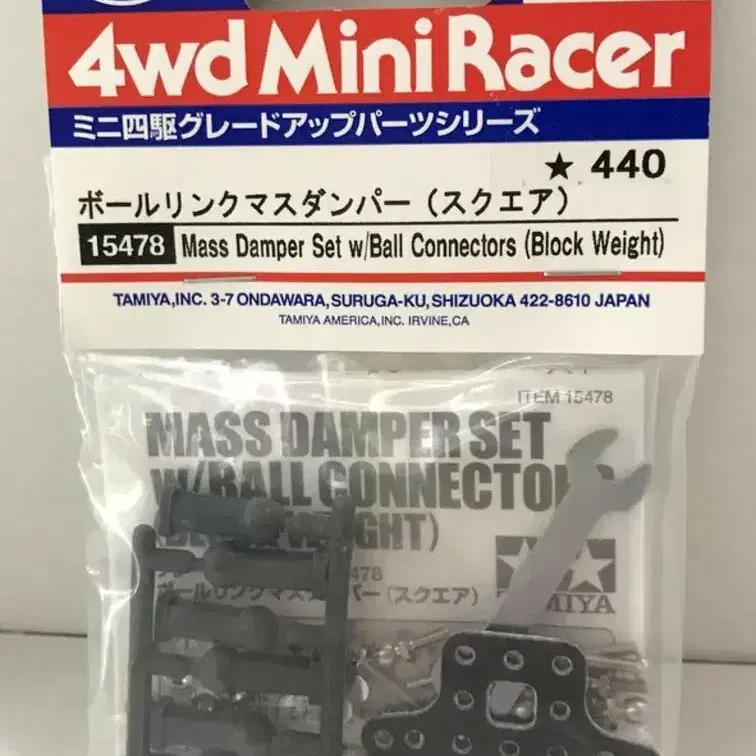 4wd Mini Racer
ミニ四駆グレードアップパーツシリーズ
★ 440
ボールリンクマスダンパー（スクエア）
15478 Mass Damper Set w/Ball Connectors (Block Weight)
TAMIYA,INC. 3-7 ONDAWARA,SURUGA-KU,SHIZUOKA 422-8610 JAPAN
TAMIYA AMERICA,INC. IRVINE,CA
ITEM 15478
MASS DAMPER SET
W/BALL
WEIGHT)
ボールリンクマスダンパー（スクエア）